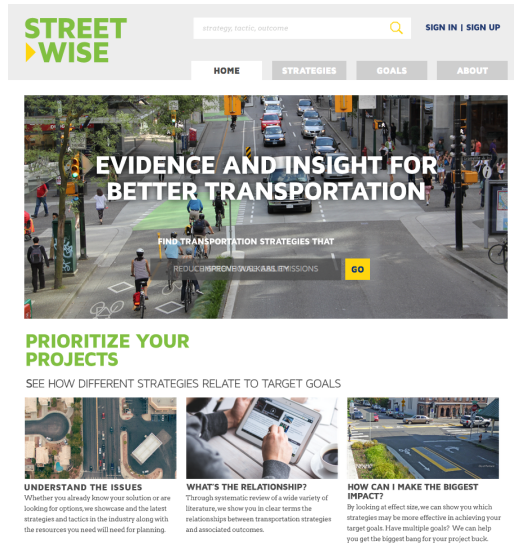 STREET
WISE
strategy, tactic, outcome
SIGN IN | SIGN UP
HOME
STRATEGIES
GOALS
ABOUT
EVIDENCE AND INSIGHT FOR
BETTER TRANSPORTATION
FIND TRANSPORTATION STRATEGIES THAT
REDUCE EMISSIONS
GO
PRIORITIZE YOUR
PROJECTS
SEE HOW DIFFERENT STRATEGIES RELATE TO TARGET GOALS
UNDERSTAND THE ISSUES
Whether you already know your solution or are
looking for options, we showcase and the latest
strategies and tactics in the industry along with
the resources you need will need for planning.
WHAT'S THE RELATIONSHIP?
Through systematic review of a wide variety of
literature, we show you in clear terms the
relationships between transportation strategies
and associated outcomes.
HOW CAN I MAKE THE BIGGEST
IMPACT?
By looking at effect size, we can show you which
strategies may be more effective in achieving your
target goals. Have multiple goals? We can help
you get the biggest bang for your project buck.